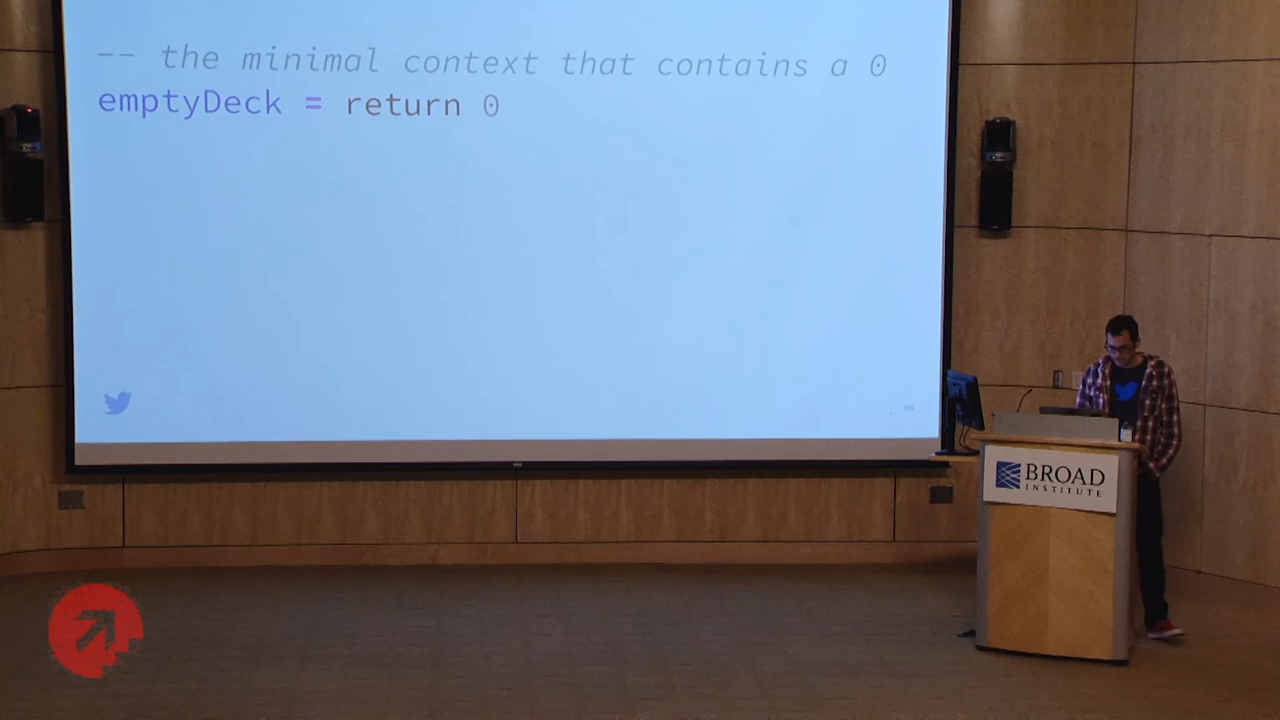 -- the minimal context that contains a 0
emptyDeck = return 0
BROAD
INSTITUTE